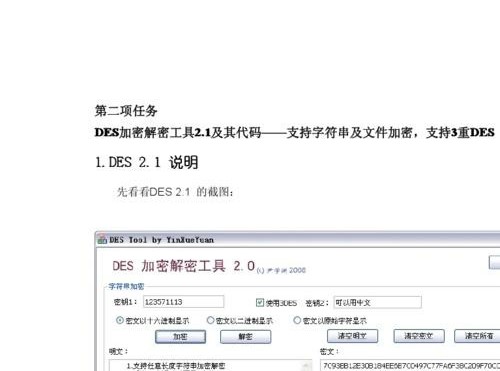 第二项任务
DES加密解密工具2.1及其代码——支持字符串及文件加密，支持3重DES
1.DES 2.1 说明
先看看DES 2.1 的截图：
DES Tool by YinXueYuan
DES 加密解密工具 2.0
2008
字符串加密
密钥1： 123571113 使用3DES 密钥2： 可以用中文
密文以十六进制显示 密文以二进制显示 密文以原始字符显示
加密 解密 清空明文 清空密文 清空所有
明文： 密文：
1.支持任意长度字符串加密解密